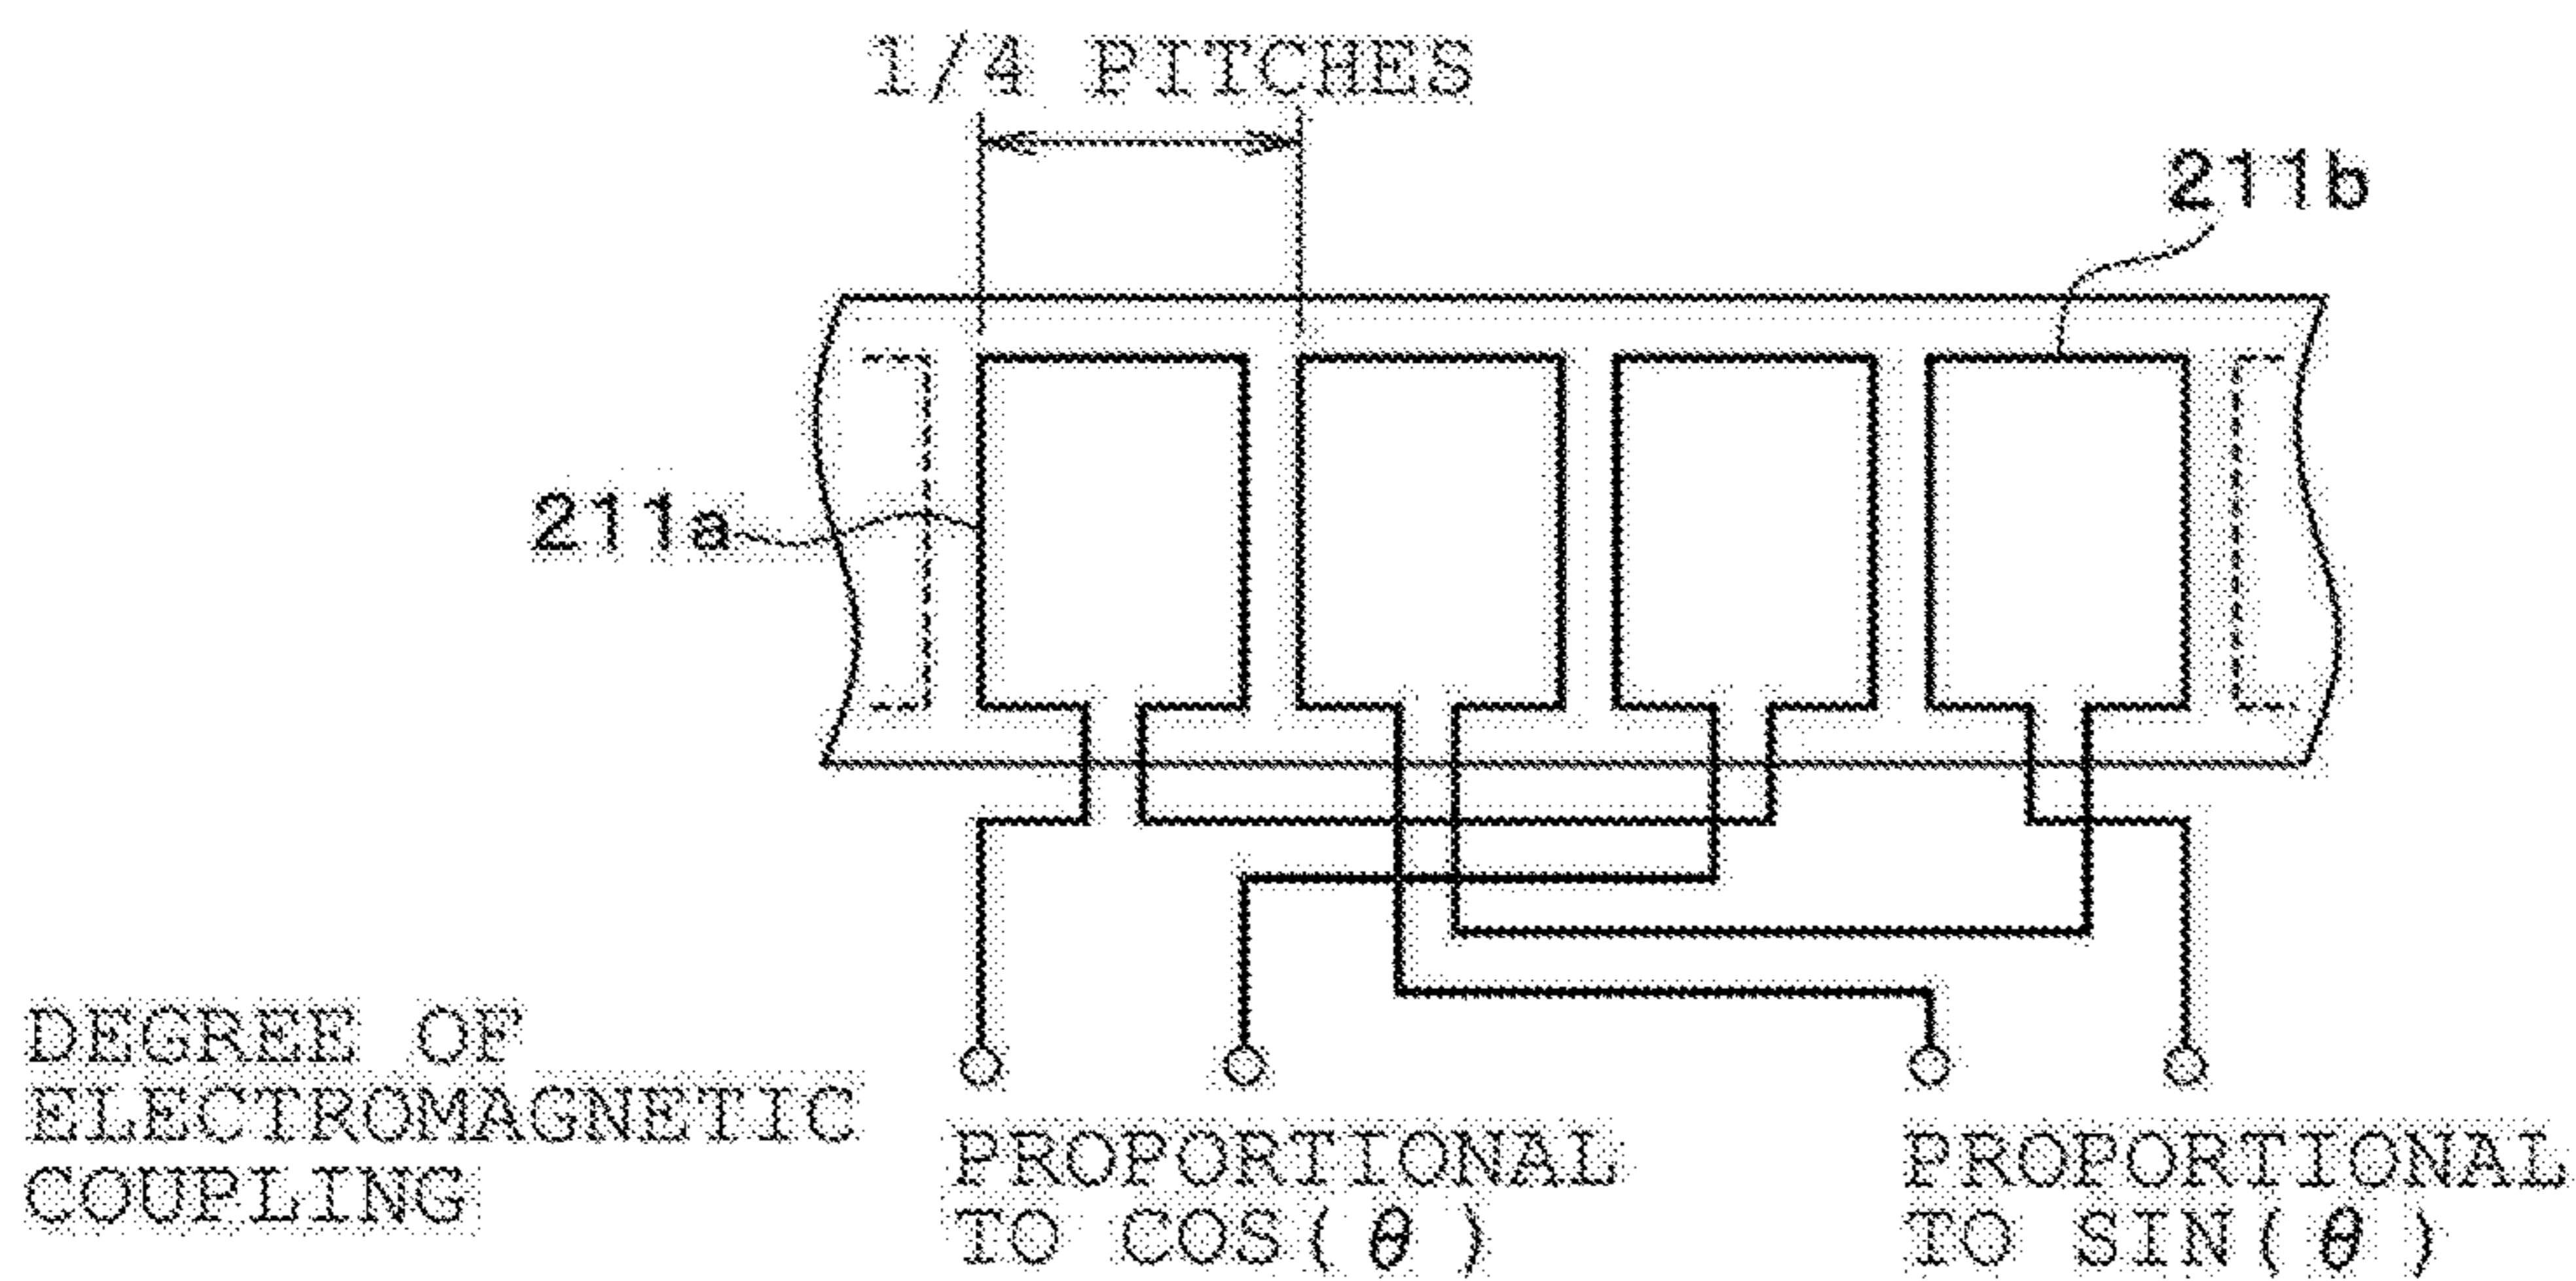 1/4 PITCHES
211b
211a
DEGREE OF
ELECTROMAGNETIC
COUPLING
PROPORTIONAL
TO COS(θ)
PROPORTIONAL
TO SIN(θ)